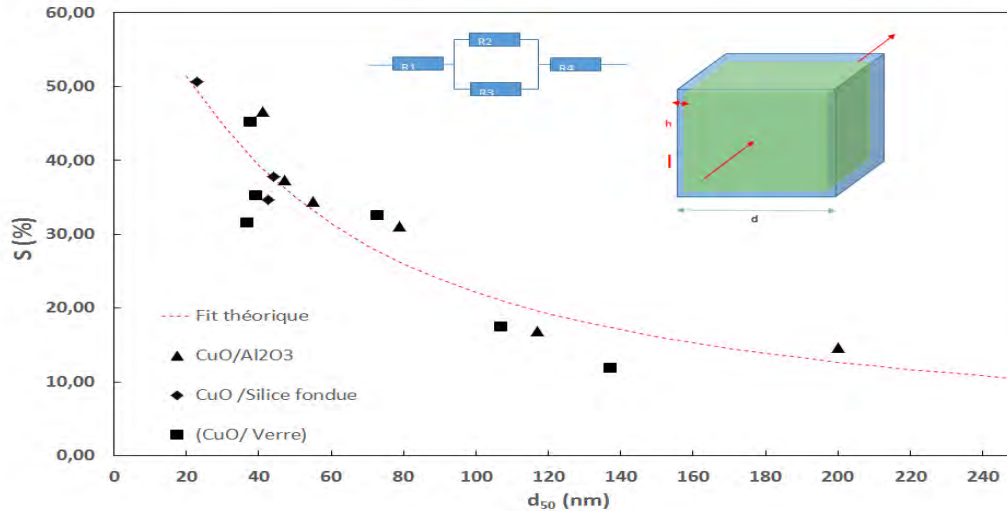 60,00
50,00
40,00
30,00
20,00
10,00
0,00
S (%)
R1
R2
R3
R4
h
l
d
Fit théorique
CuO/Al2O3
CuO /Silice fondue
(CuO/ Verre)
0 20 40 60 80 100 120 140 160 180 200 220 240
d₅₀ (nm)